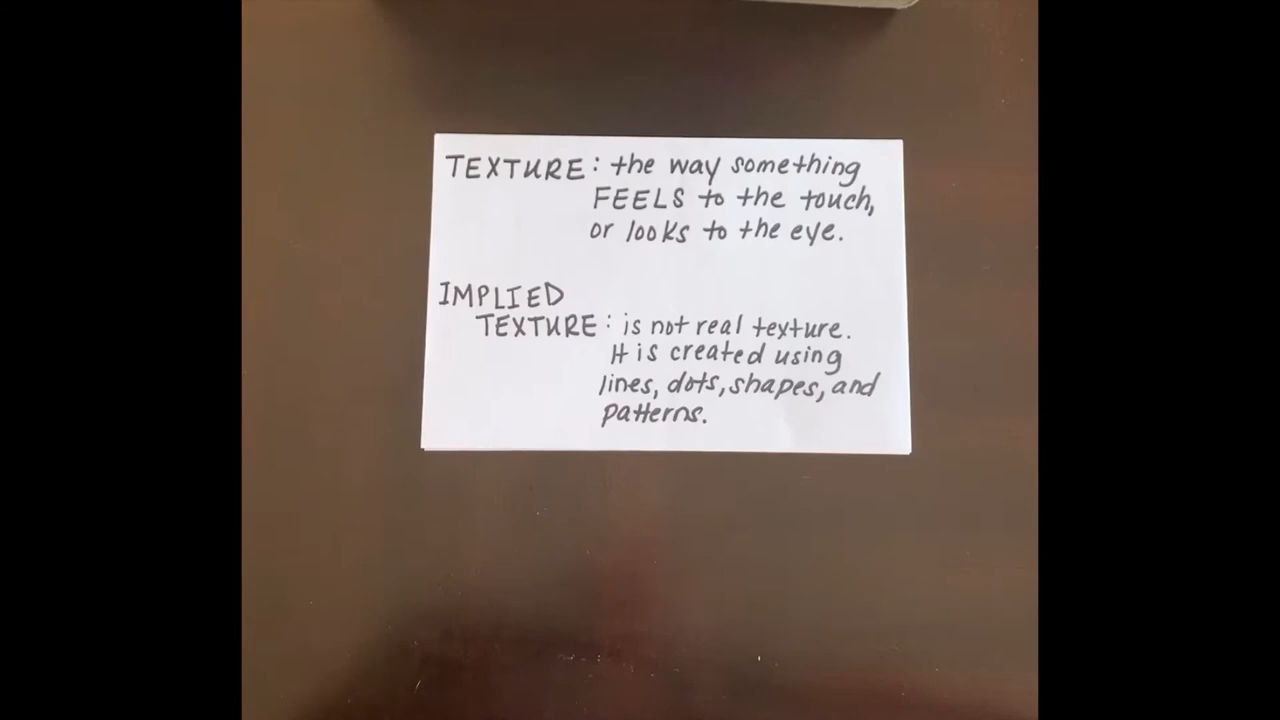 TEXTURE: the way something
FEELS to the touch,
or looks to the eye.
IMPLIED
TEXTURE: is not real texture.
It is created using
lines, dots, shapes, and
patterns.